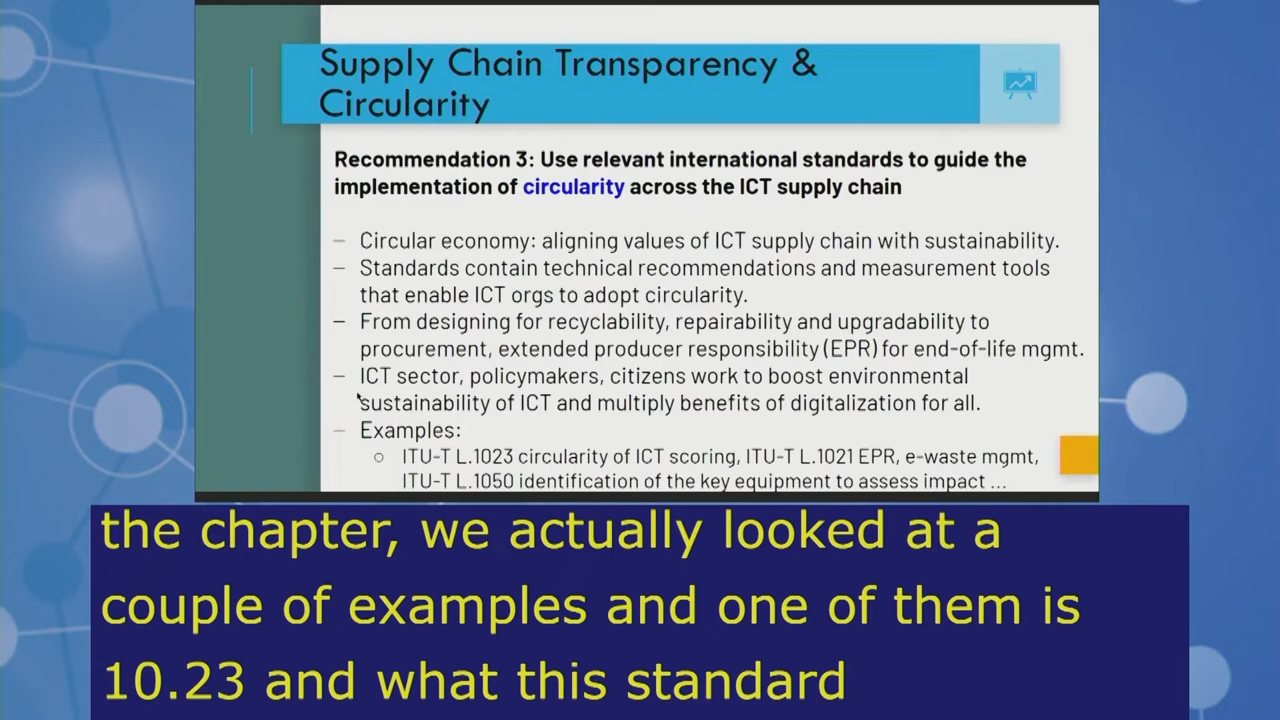 Supply Chain Transparency &
Circularity
Recommendation 3: Use relevant international standards to guide the
implementation of circularity across the ICT supply chain
– Circular economy: aligning values of ICT supply chain with sustainability.
– Standards contain technical recommendations and measurement tools
that enable ICT orgs to adopt circularity.
– From designing for recyclability, repairability and upgradability to
procurement, extended producer responsibility (EPR) for end-of-life mgmt.
– ICT sector, policymakers, citizens work to boost environmental
sustainability of ICT and multiply benefits of digitalization for all.
– Examples:
○ ITU-T L.1023 circularity of ICT scoring, ITU-T L.1021 EPR, e-waste mgmt,
ITU-T L.1050 identification of the key equipment to assess impact ...
the chapter, we actually looked at a
couple of examples and one of them is
10.23 and what this standard